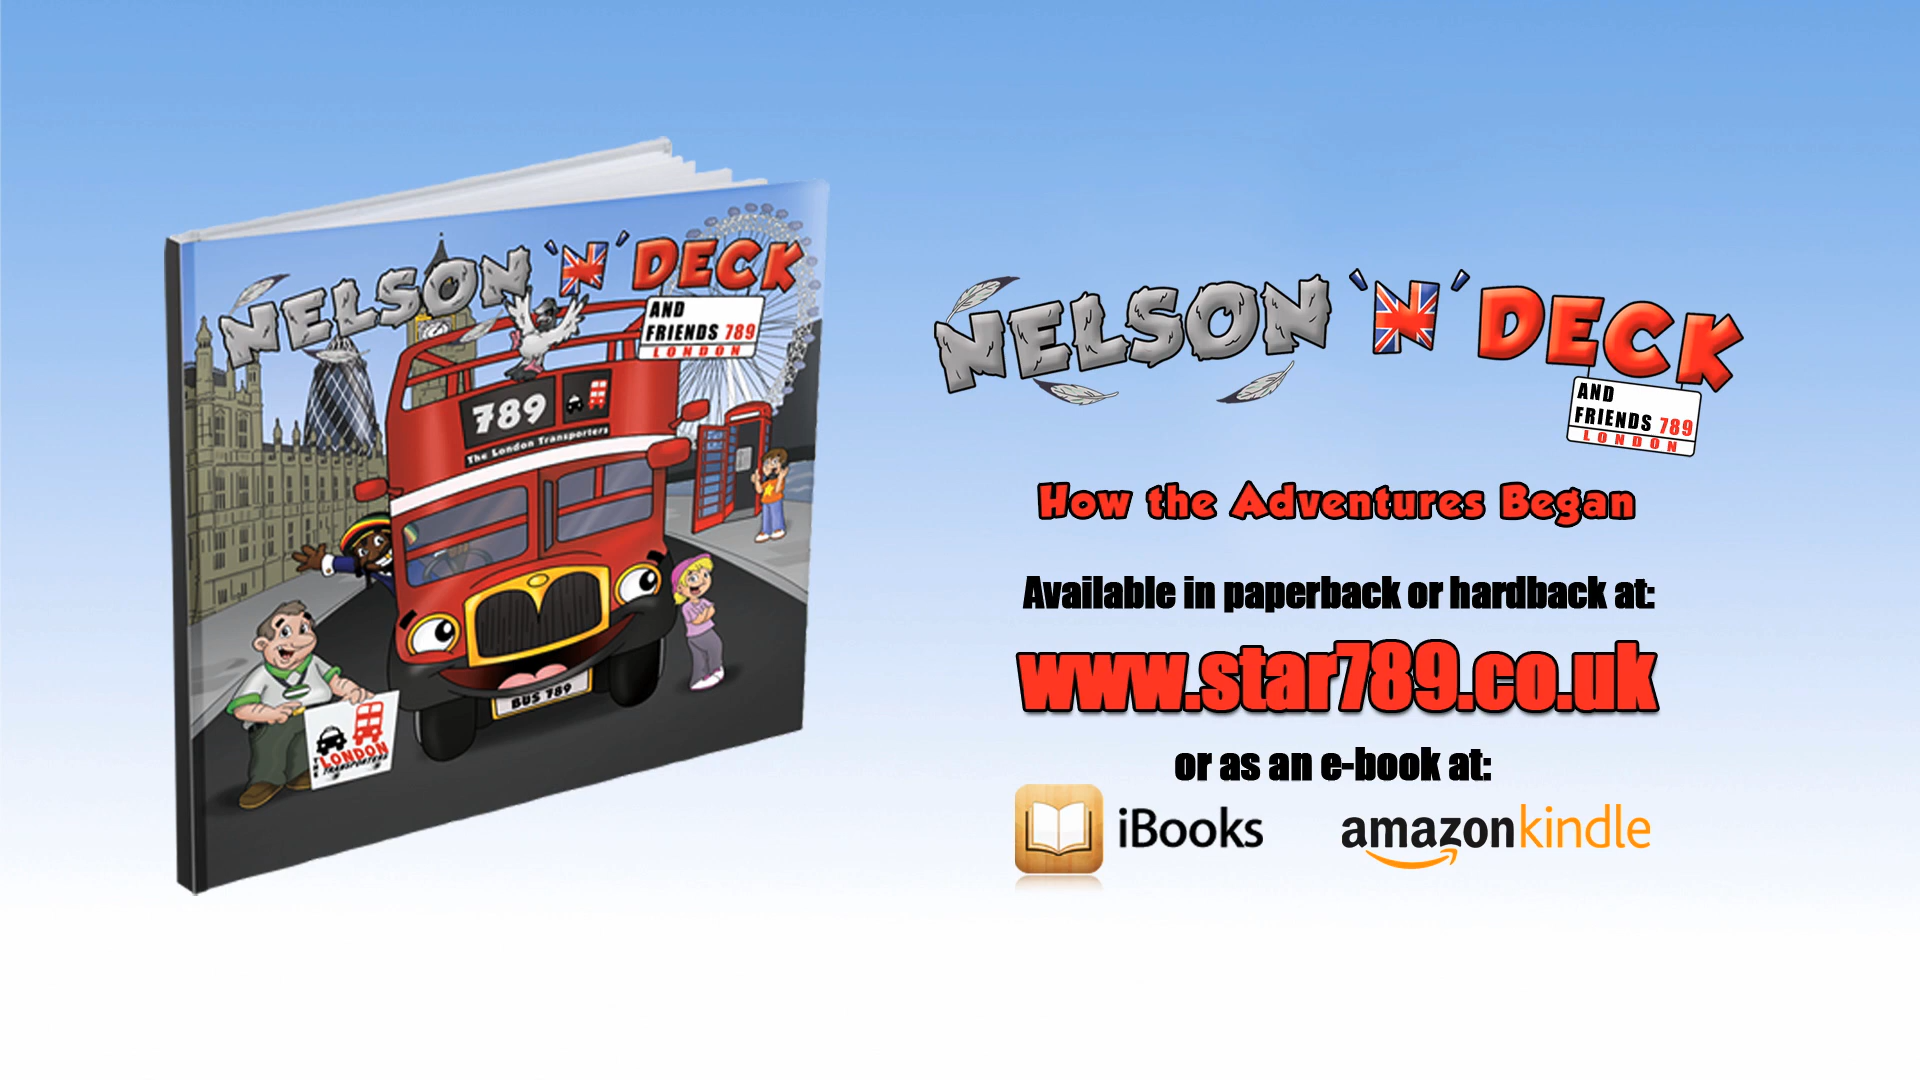 NELSON 'N' DECK
AND
FRIENDS 789
LONDON
789
The London Transporters
BUS 789
THE LONDON
TRANSPORTERS
NELSON 'N' DECK
AND
FRIENDS 789
LONDON
How the Adventures Began
Available in paperback or hardback at:
www.star789.co.uk
or as an e-book at:
iBooks
amazonkindle